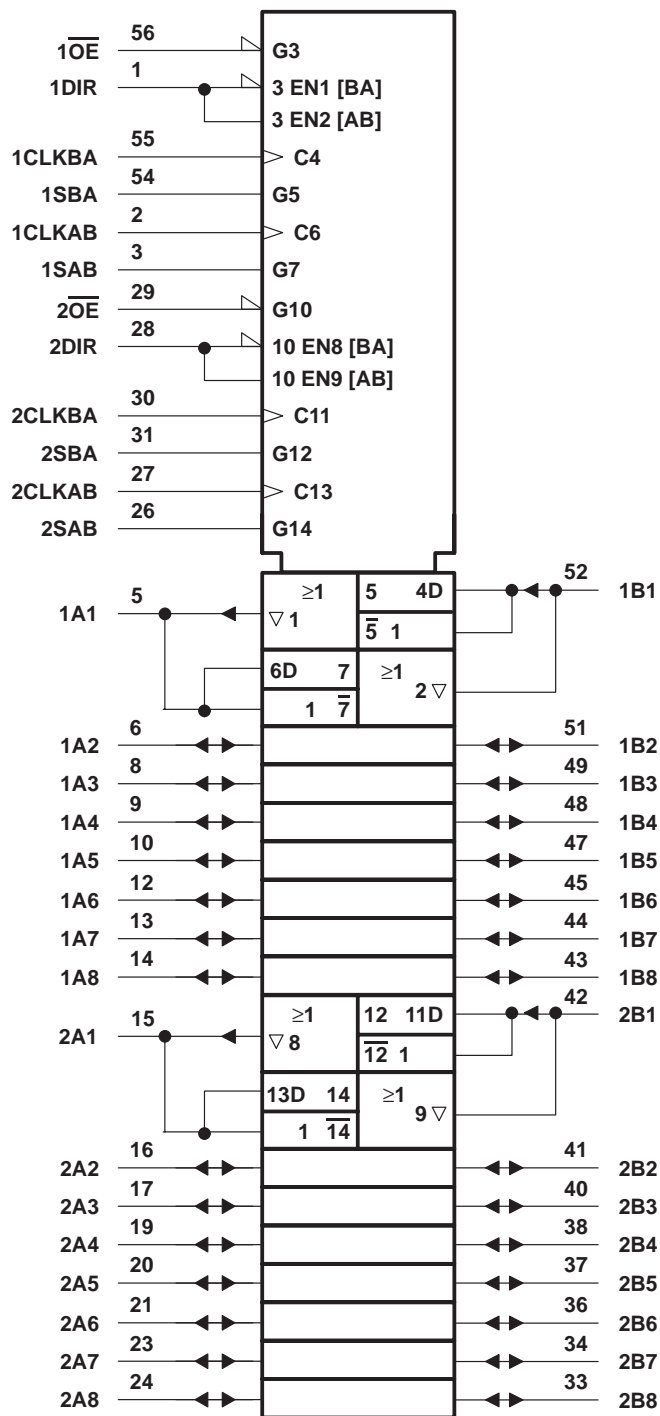 56
1O̅E̅ G3
1
1DIR 3 EN1 [BA]
3 EN2 [AB]
55
1CLKBA C4
54
1SBA G5
2
1CLKAB C6
3
1SAB G7
29
2O̅E̅ G10
28
2DIR 10 EN8 [BA]
10 EN9 [AB]
30
2CLKBA C11
31
2SBA G12
27
2CLKAB C13
26
2SAB G14
5 ≥1 5 4D 52
1A1 ▽ 1 5̅ 1 1B1
6D 7 ≥1
1 7̅ 2 ▽
6 51
1A2 1B2
8 49
1A3 1B3
9 48
1A4 1B4
10 47
1A5 1B5
12 45
1A6 1B6
13 44
1A7 1B7
14 43
1A8 1B8
15 ≥1 12 11D 42
2A1 ▽ 8 1̅2̅ 1 2B1
13D 14 ≥1
1 1̅4̅ 9 ▽
16 41
2A2 2B2
17 40
2A3 2B3
19 38
2A4 2B4
20 37
2A5 2B5
21 36
2A6 2B6
23 34
2A7 2B7
24 33
2A8 2B8